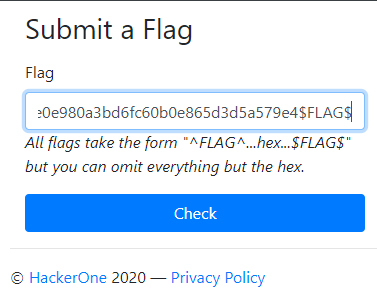 Submit a Flag
Flag
e0e980a3bd6fc60b0e865d3d5a579e4$FLAG$
All flags take the form "^FLAG^...hex...$FLAG$"
but you can omit everything but the hex.
Check
© HackerOne 2020 — Privacy Policy